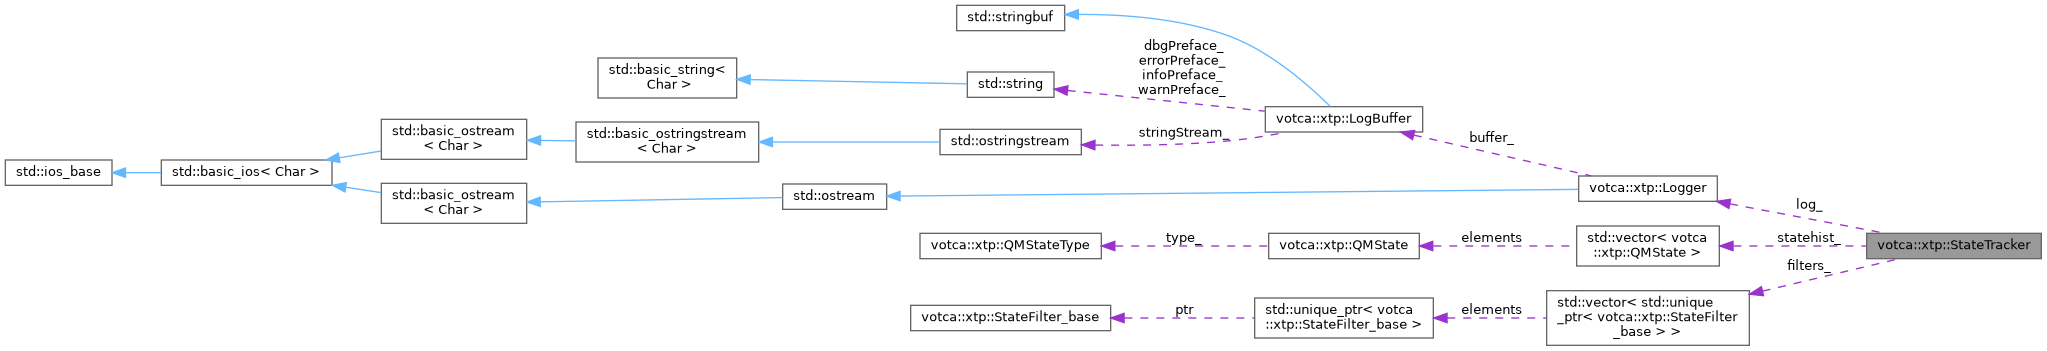 std::stringbuf
dbgPreface_
errorPreface_
infoPreface_
warnPreface_
std::basic_string<
Char >
std::string
votca::xtp::LogBuffer
std::basic_ostream
< Char >
std::basic_ostringstream
< Char >
std::ostringstream
stringStream_
buffer_
std::ios_base
std::basic_ios< Char >
std::basic_ostream
< Char >
std::ostream
votca::xtp::Logger
log_
votca::xtp::QMStateType
type_
votca::xtp::QMState
elements
std::vector< votca
::xtp::QMState >
statehist_
votca::xtp::StateTracker
filters_
votca::xtp::StateFilter_base
ptr
std::unique_ptr< votca
::xtp::StateFilter_base >
elements
std::vector< std::unique
_ptr< votca::xtp::StateFilter
_base > >